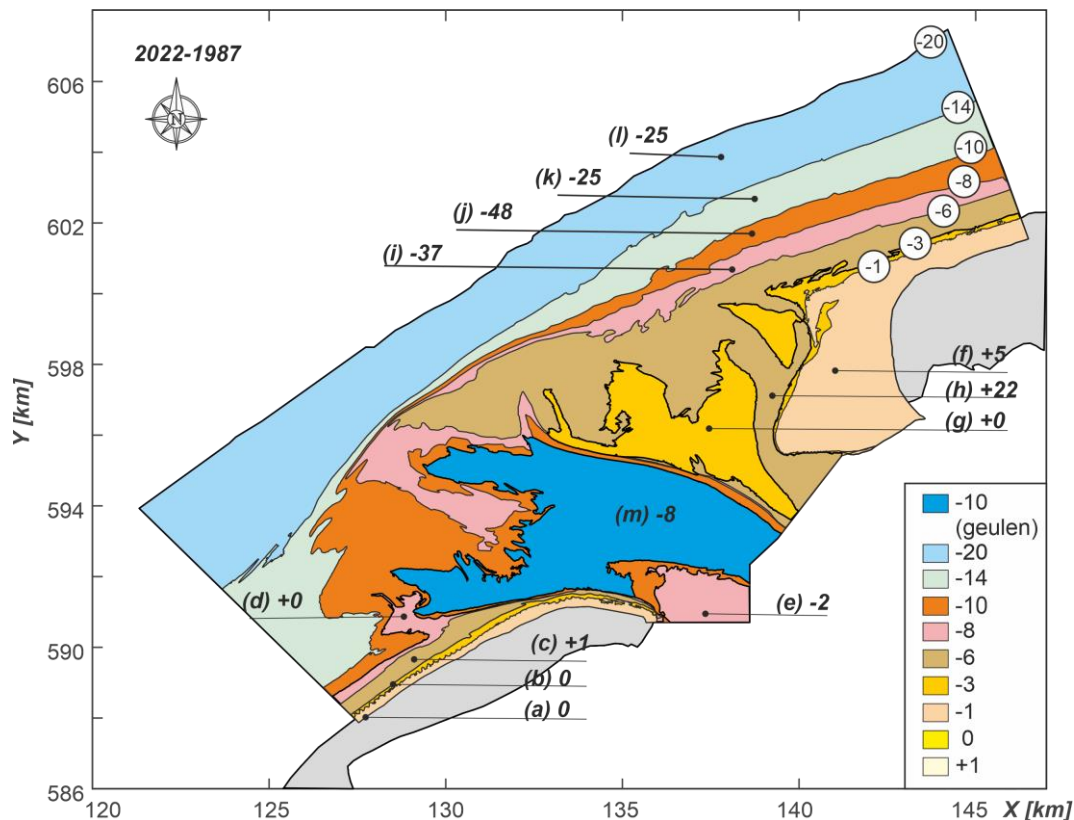 2022-1987
N
606
602
598
594
590
586
Y [km]
120
125
130
135
140
145
X [km]
-20
-14
-10
-8
-6
-3
-1
(l) -25
(k) -25
(j) -48
(i) -37
(f) +5
(h) +22
(g) +0
(m) -8
(d) +0
(e) -2
(c) +1
(b) 0
(a) 0
-10
(geulen)
-20
-14
-10
-8
-6
-3
-1
0
+1